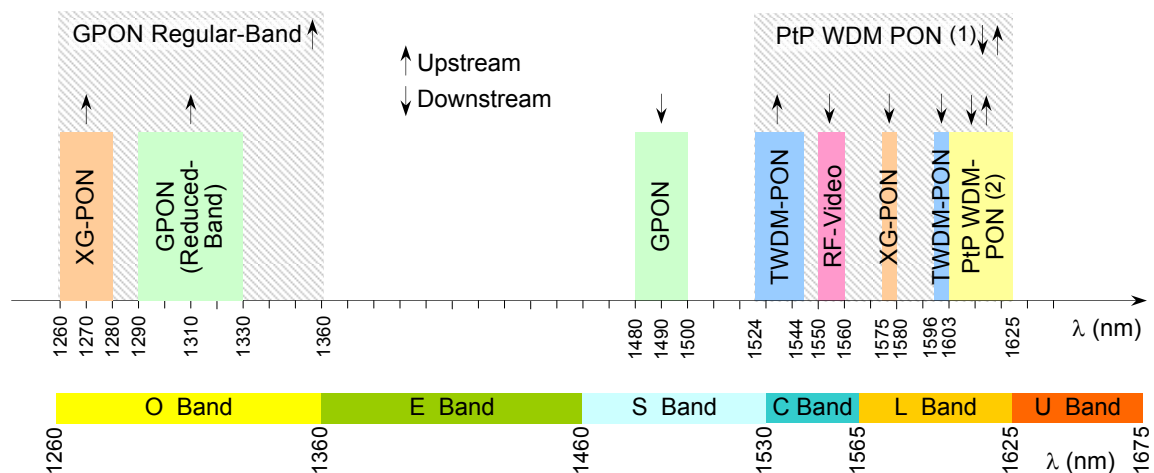 GPON Regular-Band
PtP WDM PON (1)
Upstream
Downstream
XG-PON
GPON
(Reduced-
Band)
GPON
TWDM-PON
RF-Video
XG-PON
TWDM-PON
PtP WDM-
PON (2)
1260
1270
1280
1290
1310
1330
1360
1480
1490
1500
1524
1544
1550
1560
1575
1580
1596
1603
1625
λ (nm)
O Band
E Band
S Band
C Band
L Band
U Band
1260
1360
1460
1530
1565
1625
1675
λ (nm)